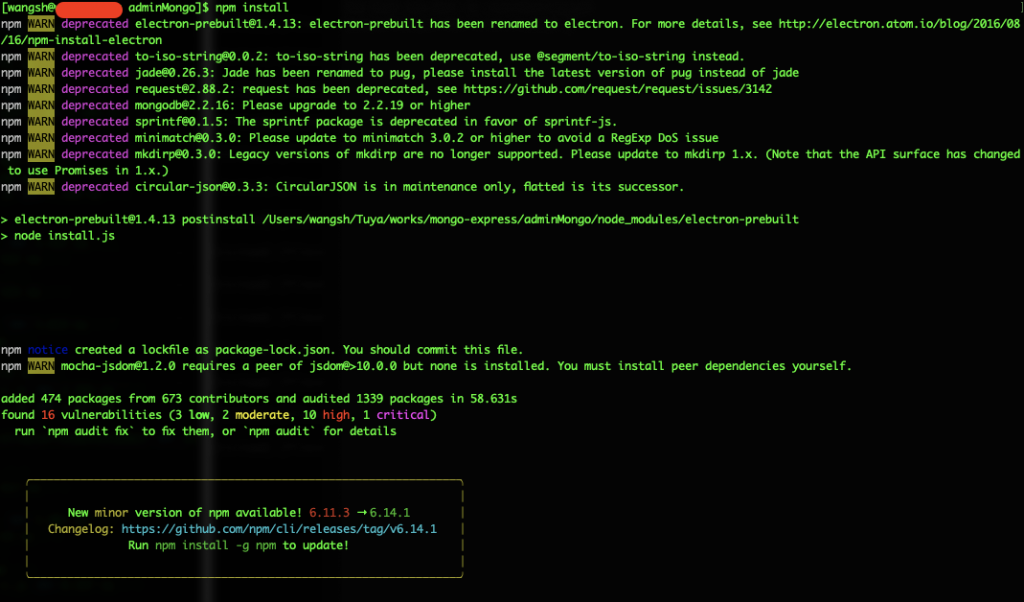 [wangsh@ adminMongo]$ npm install
npm WARN deprecated electron-prebuilt@1.4.13: electron-prebuilt has been renamed to electron. For more details, see http://electron.atom.io/blog/2016/08
/16/npm-install-electron
npm WARN deprecated to-iso-string@0.0.2: to-iso-string has been deprecated, use @segment/to-iso-string instead.
npm WARN deprecated jade@0.26.3: Jade has been renamed to pug, please install the latest version of pug instead of jade
npm WARN deprecated request@2.88.2: request has been deprecated, see https://github.com/request/request/issues/3142
npm WARN deprecated mongodb@2.2.16: Please upgrade to 2.2.19 or higher
npm WARN deprecated sprintf@0.1.5: The sprintf package is deprecated in favor of sprintf-js.
npm WARN deprecated minimatch@0.3.0: Please update to minimatch 3.0.2 or higher to avoid a RegExp DoS issue
npm WARN deprecated mkdirp@0.3.0: Legacy versions of mkdirp are no longer supported. Please update to mkdirp 1.x. (Note that the API surface has changed
to use Promises in 1.x.)
npm WARN deprecated circular-json@0.3.3: CircularJSON is in maintenance only, flatted is its successor.
> electron-prebuilt@1.4.13 postinstall /Users/wangsh/Tuya/works/mongo-express/adminMongo/node_modules/electron-prebuilt
> node install.js
npm notice created a lockfile as package-lock.json. You should commit this file.
npm WARN mocha-jsdom@1.2.0 requires a peer of jsdom@>10.0.0 but none is installed. You must install peer dependencies yourself.
added 474 packages from 673 contributors and audited 1339 packages in 58.631s
found 16 vulnerabilities (3 low, 2 moderate, 10 high, 1 critical)
run `npm audit fix` to fix them, or `npm audit` for details
New minor version of npm available! 6.11.3 → 6.14.1
Changelog: https://github.com/npm/cli/releases/tag/v6.14.1
Run npm install -g npm to update!